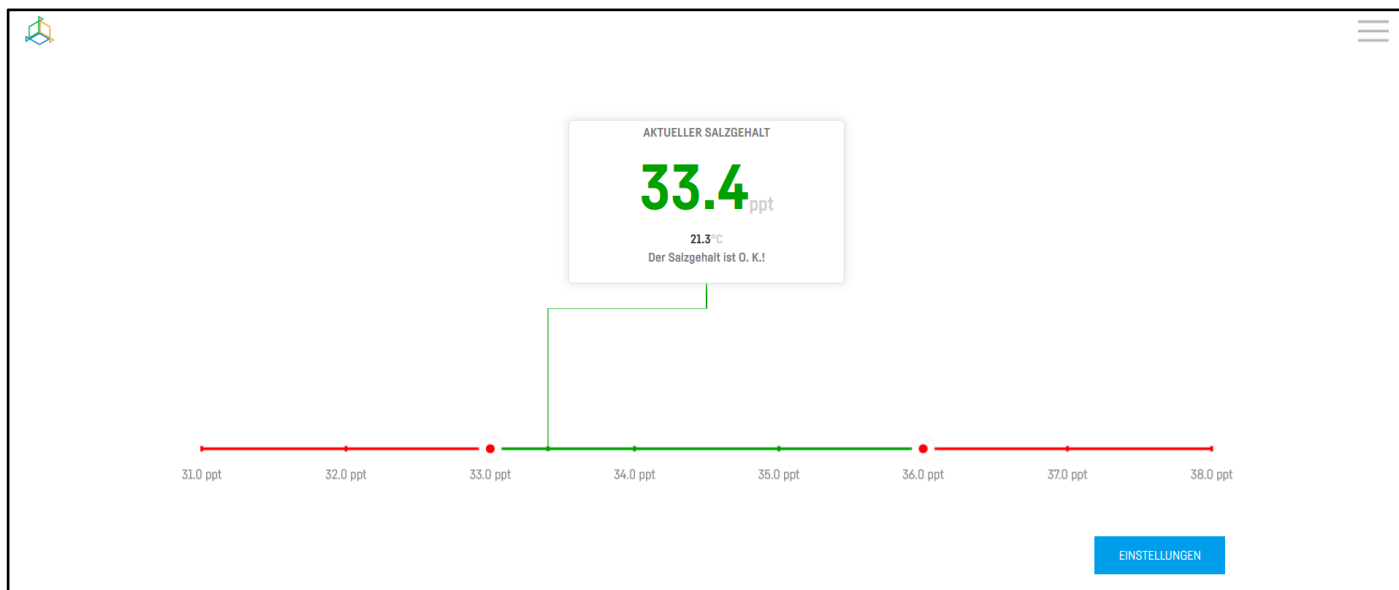 AKTUELLER SALZGEHALT
33.4ppt
21.3°C
Der Salzgehalt ist O. K.!
31.0 ppt 32.0 ppt 33.0 ppt 34.0 ppt 35.0 ppt 36.0 ppt 37.0 ppt 38.0 ppt
EINSTELLUNGEN